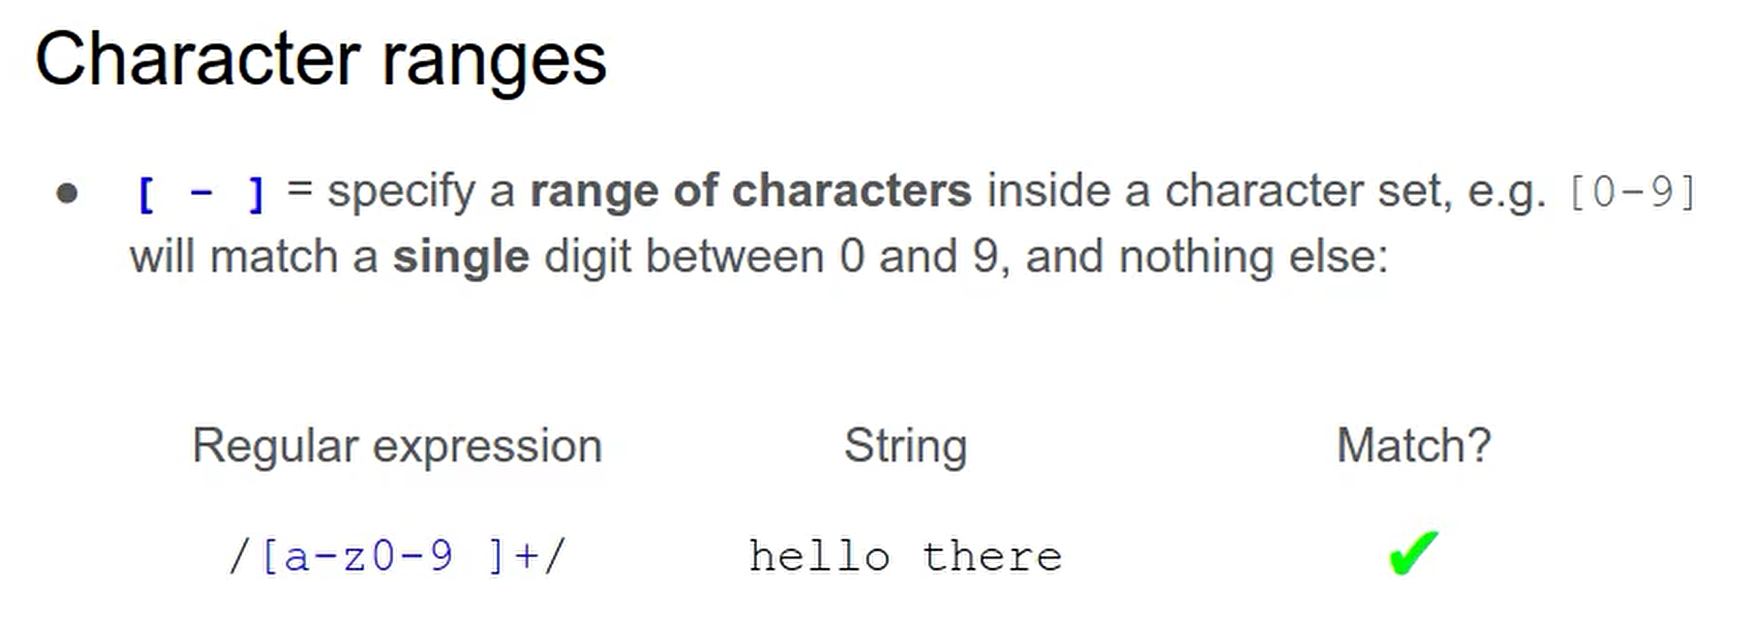 Character ranges
● [ - ] = specify a range of characters inside a character set, e.g. [0-9]
will match a single digit between 0 and 9, and nothing else:
Regular expression String Match?
/[a-z0-9 ]+/ hello there ✔